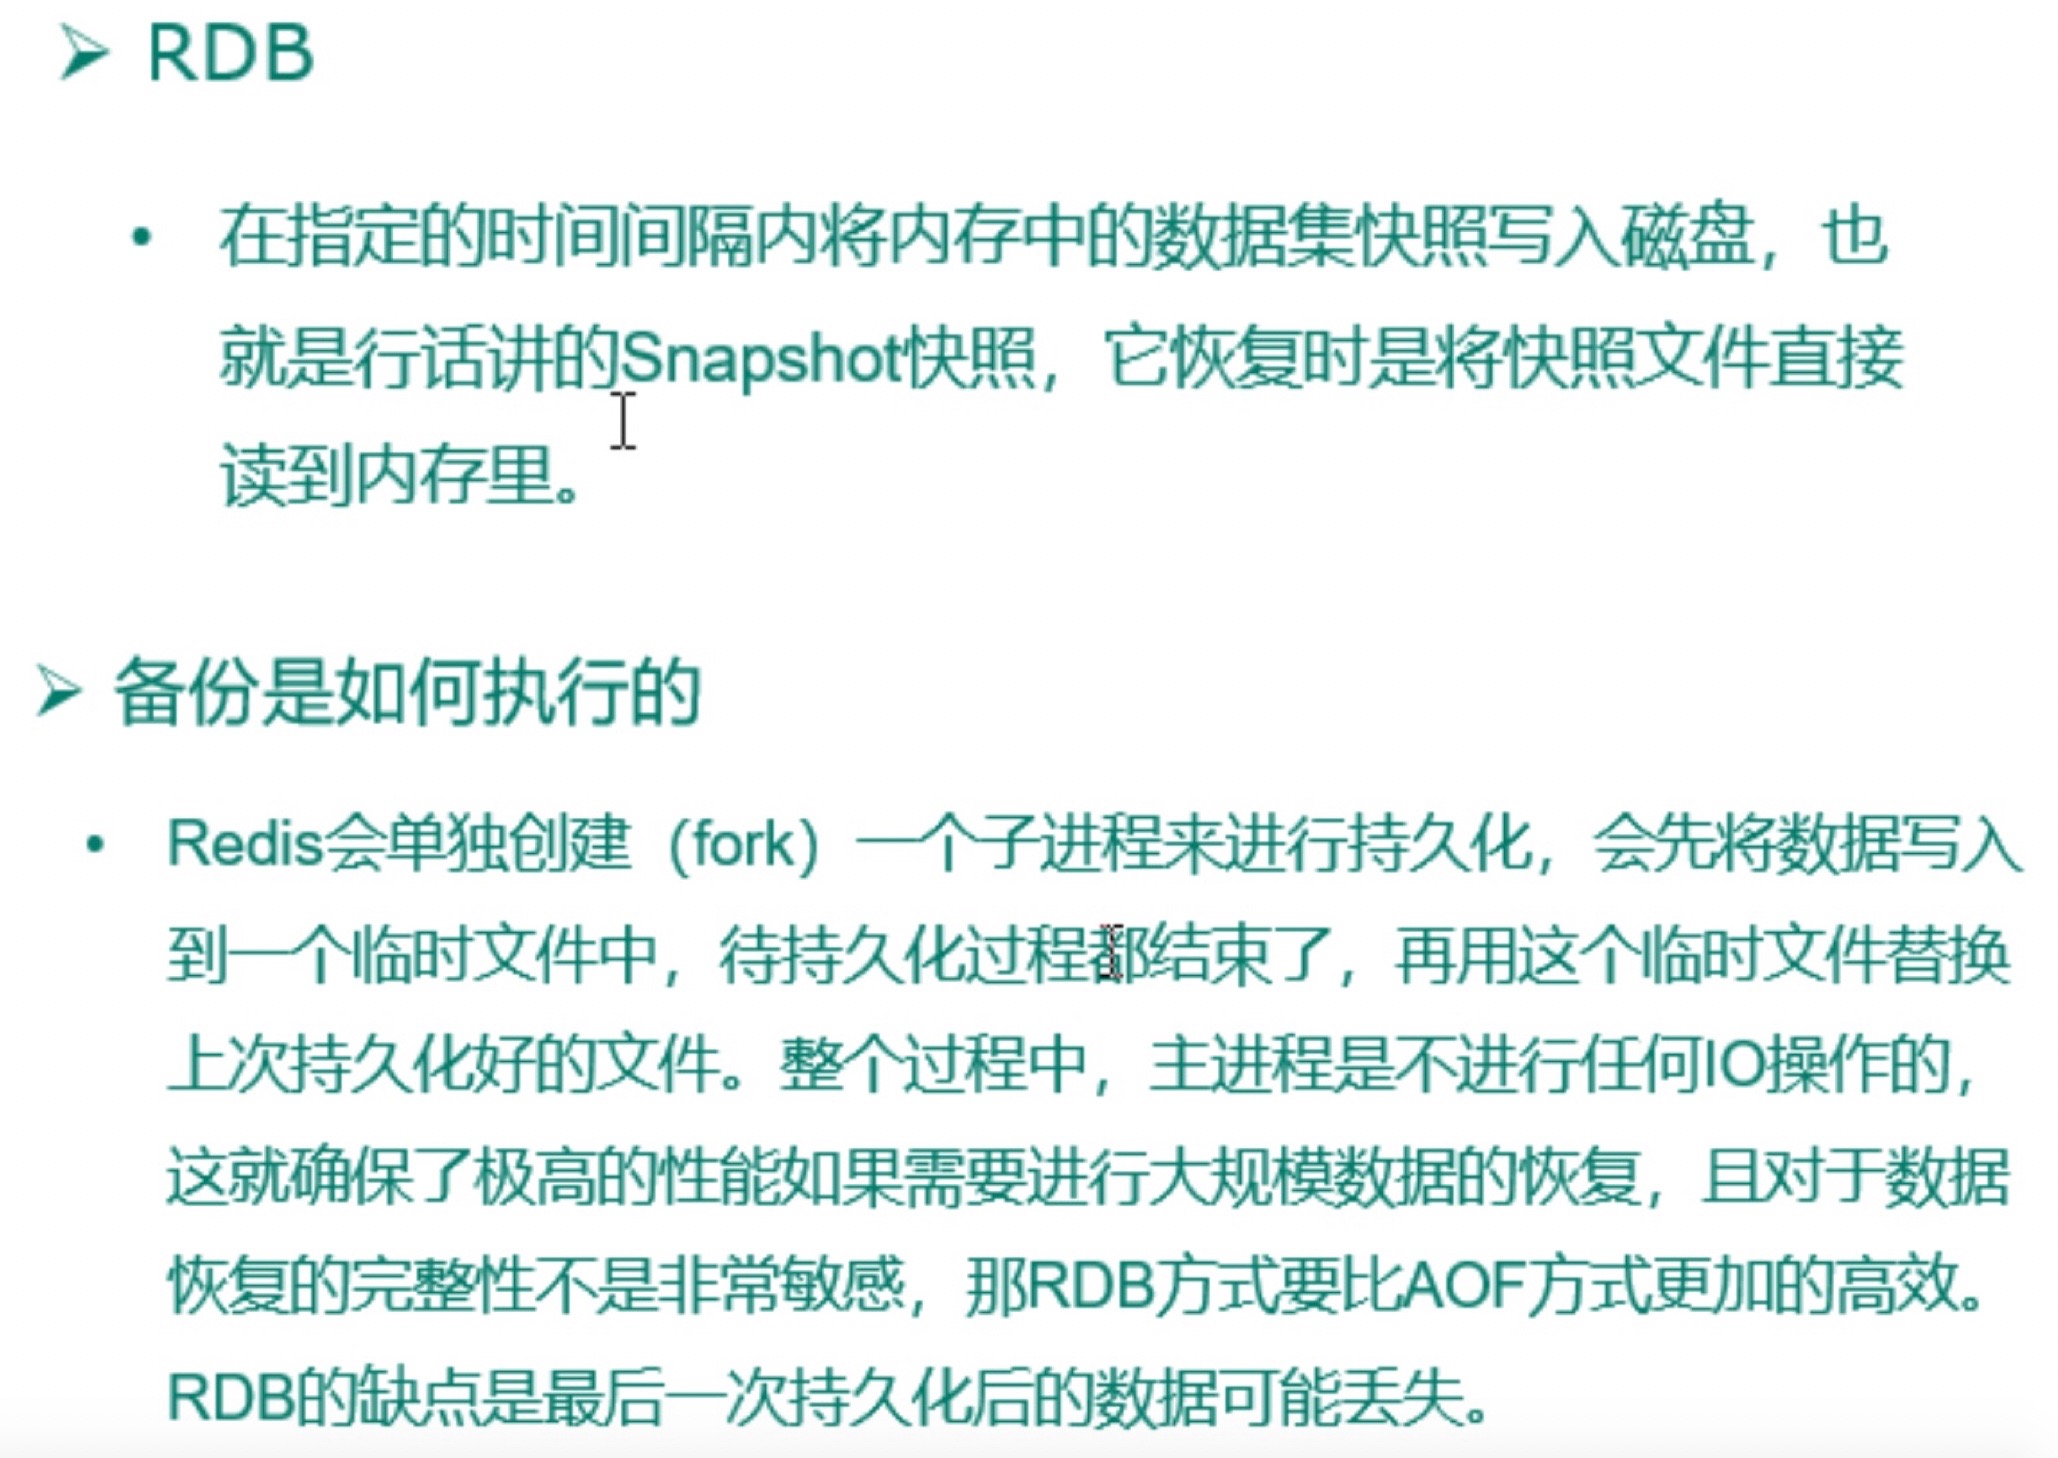 RDB
在指定的时间间隔内将内存中的数据集快照写入磁盘，也
就是行话讲的Snapshot快照，它恢复时是将快照文件直接
读到内存里。
备份是如何执行的
Redis会单独创建（fork）一个子进程来进行持久化，会先将数据写入
到一个临时文件中，待持久化过程都结束了，再用这个临时文件替换
上次持久化好的文件。整个过程中，主进程是不进行任何IO操作的，
这就确保了极高的性能如果需要进行大规模数据的恢复，且对于数据
恢复的完整性不是非常敏感，那RDB方式要比AOF方式更加的高效。
RDB的缺点是最后一次持久化后的数据可能丢失。